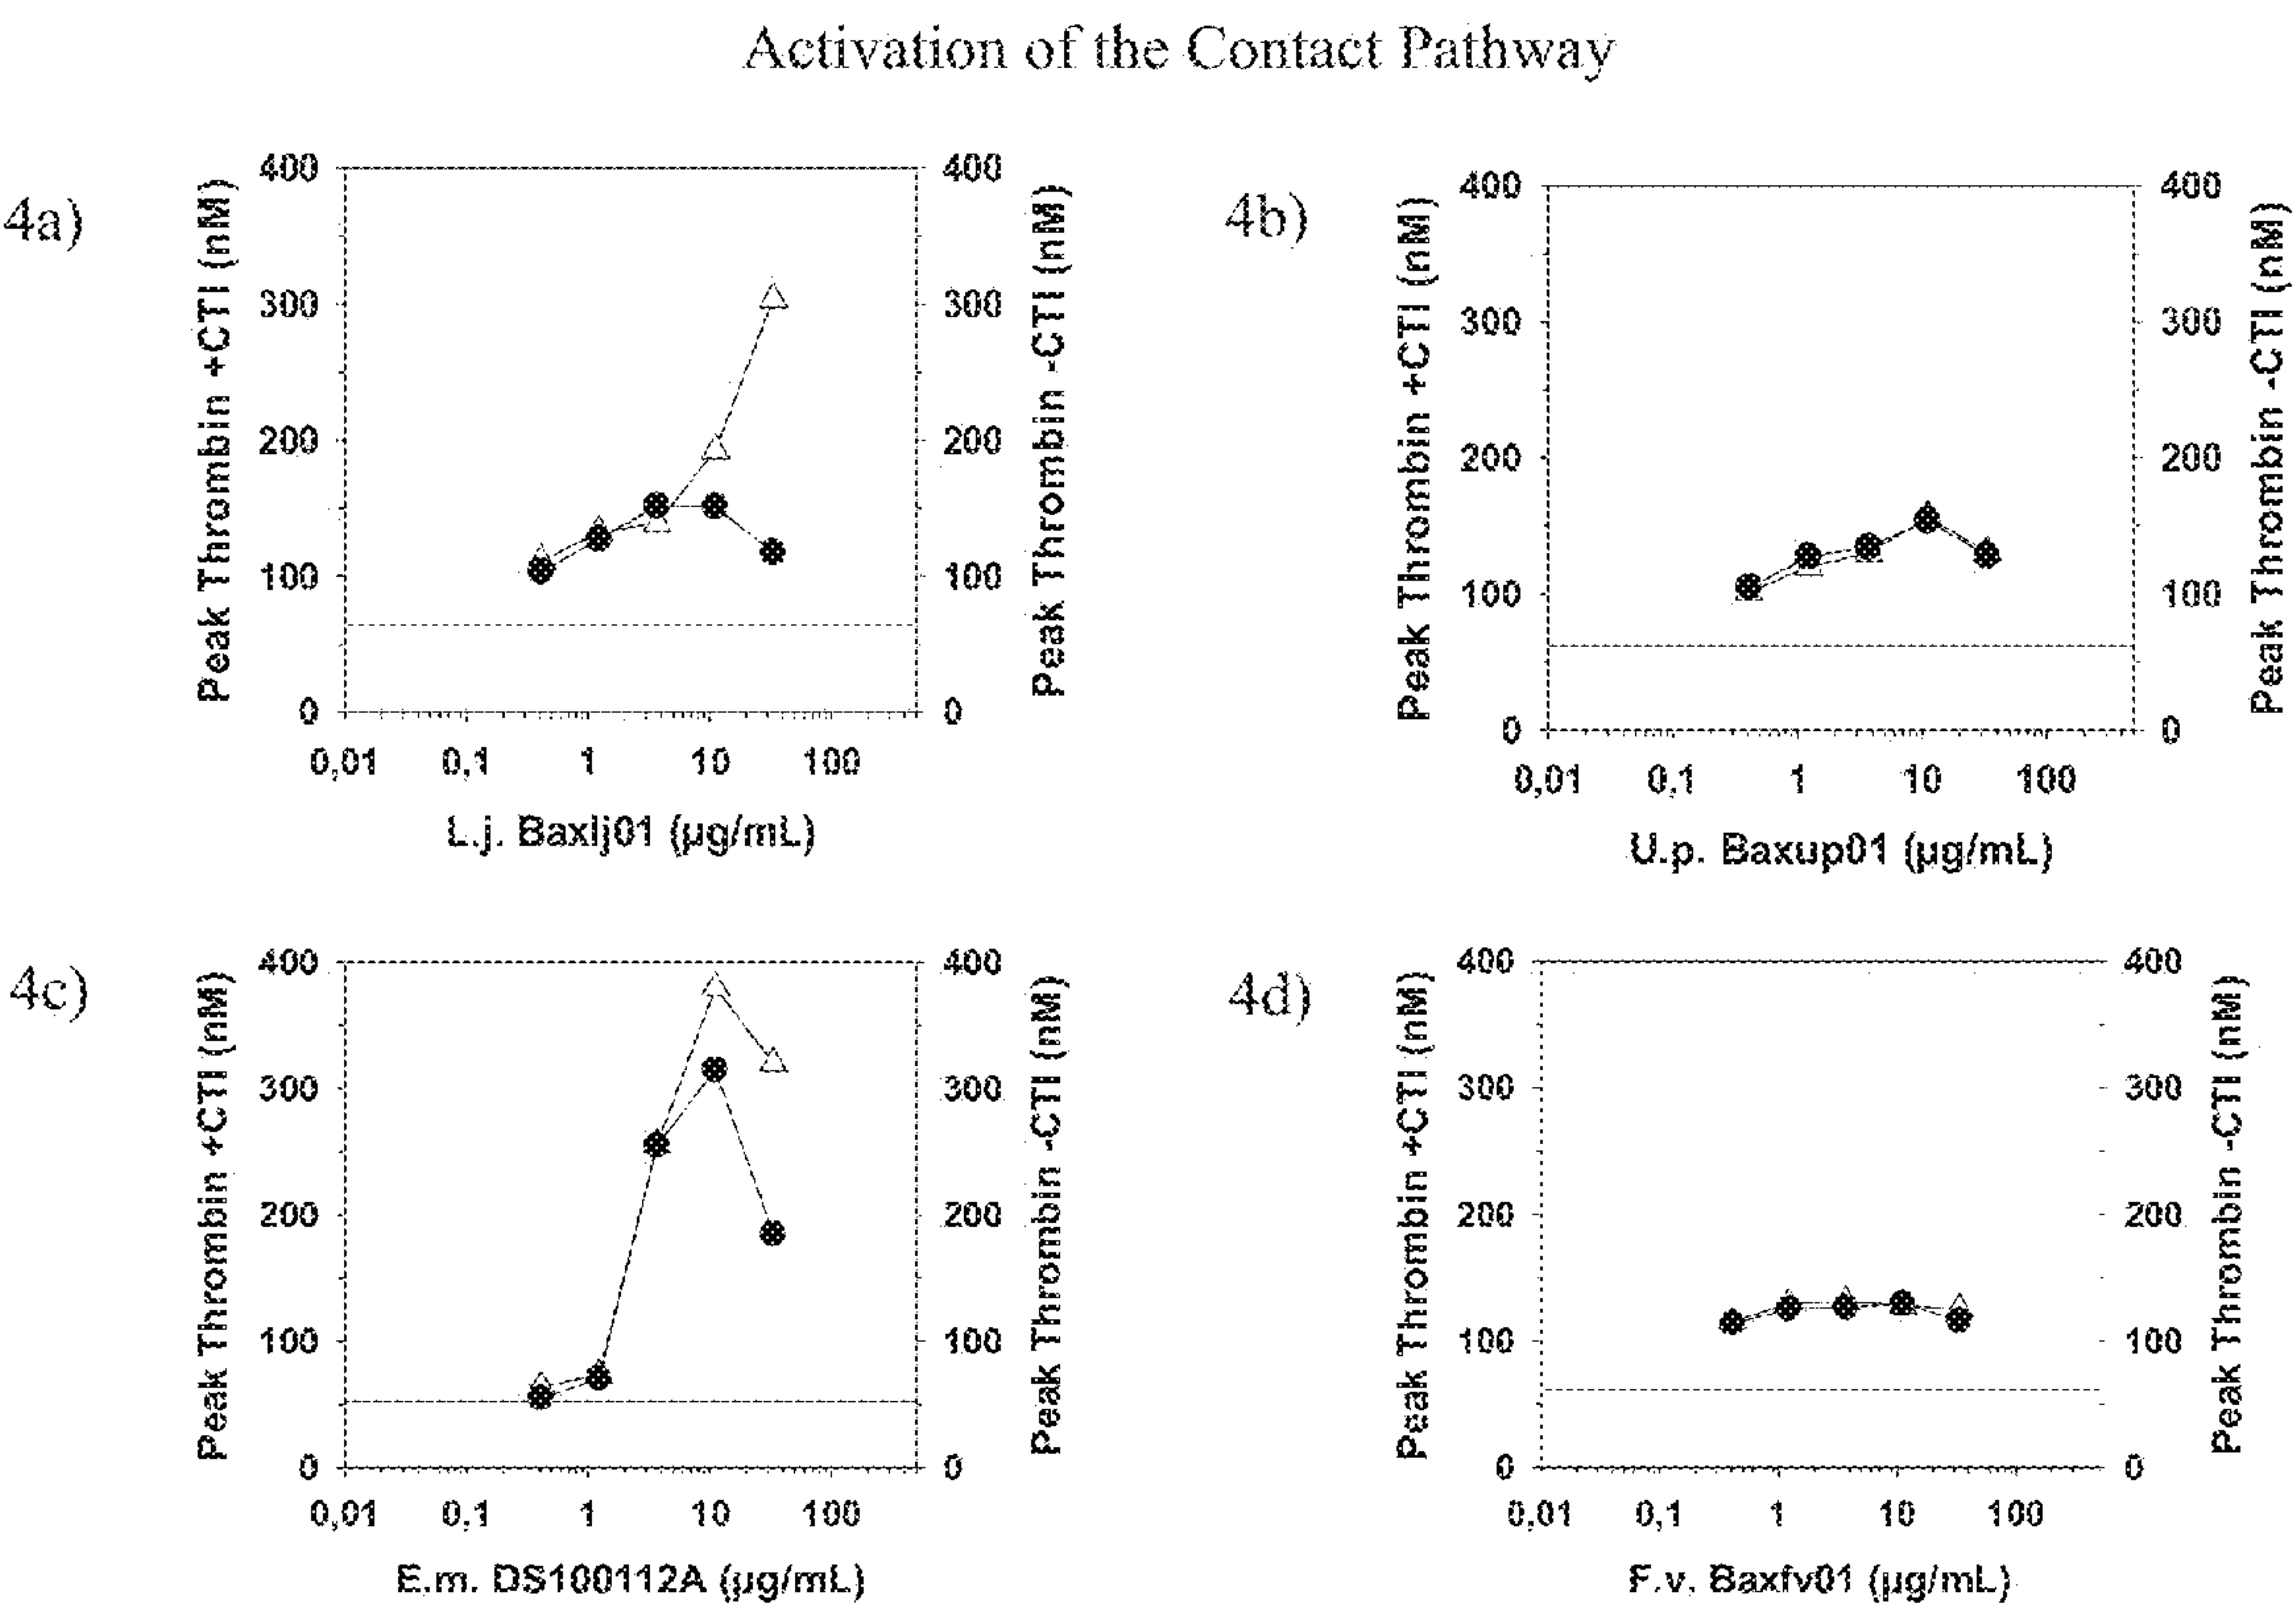 Activation of the Contact Pathway
4a)
Peak Thrombin +CTI (nM)
400
300
200
100
0
400
300
200
100
0
Peak Thrombin -CTI (nM)
0,01 0,1 1 10 100
L.j. Baxlj01 (µg/mL)
4b)
Peak Thrombin +CTI (nM)
400
300
200
100
0
400
300
200
100
0
Peak Thrombin -CTI (nM)
0,01 0,1 1 10 100
U.p. Baxup01 (µg/mL)
4c)
Peak Thrombin +CTI (nM)
400
300
200
100
0
400
300
200
100
0
Peak Thrombin -CTI (nM)
0,01 0,1 1 10 100
E.m. DS100112A (µg/mL)
4d)
Peak Thrombin +CTI (nM)
400
300
200
100
0
400
300
200
100
0
Peak Thrombin -CTI (nM)
0,01 0,1 1 10 100
F.v. Baxfv01 (µg/mL)